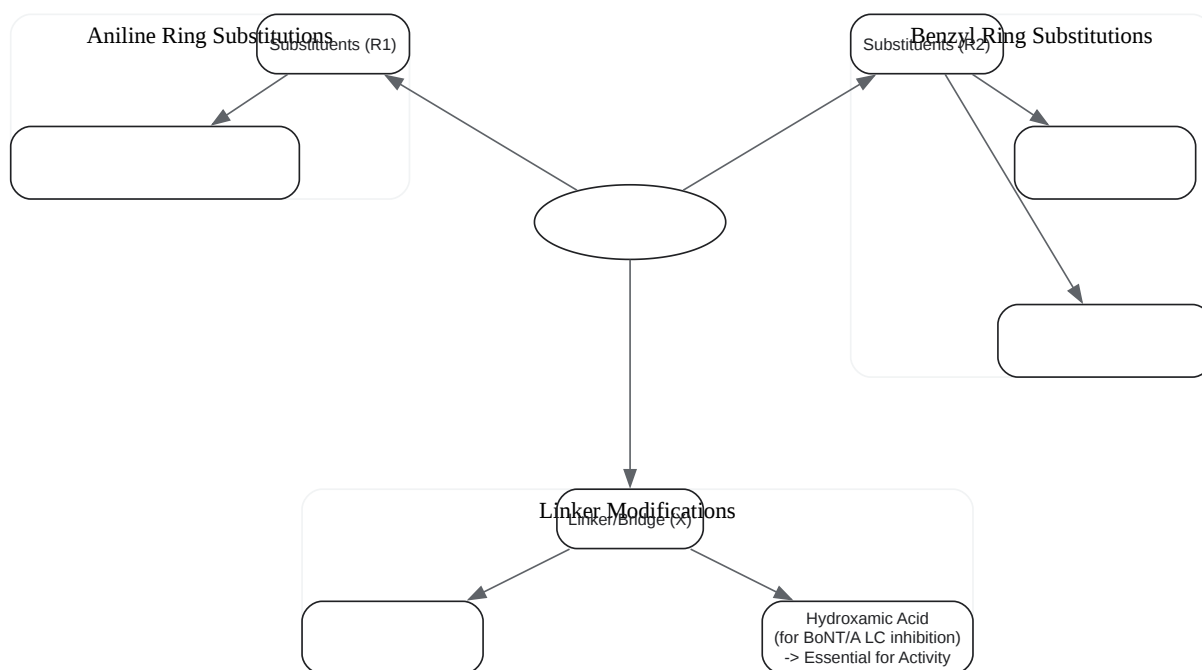 Aniline Ring Substitutions
Substituents (R1)
Benzyl Ring Substitutions
Substituents (R2)
Linker Modifications
Linker/Bridge (X)
Hydroxamic Acid
(for BoNT/A LC inhibition)
-> Essential for Activity